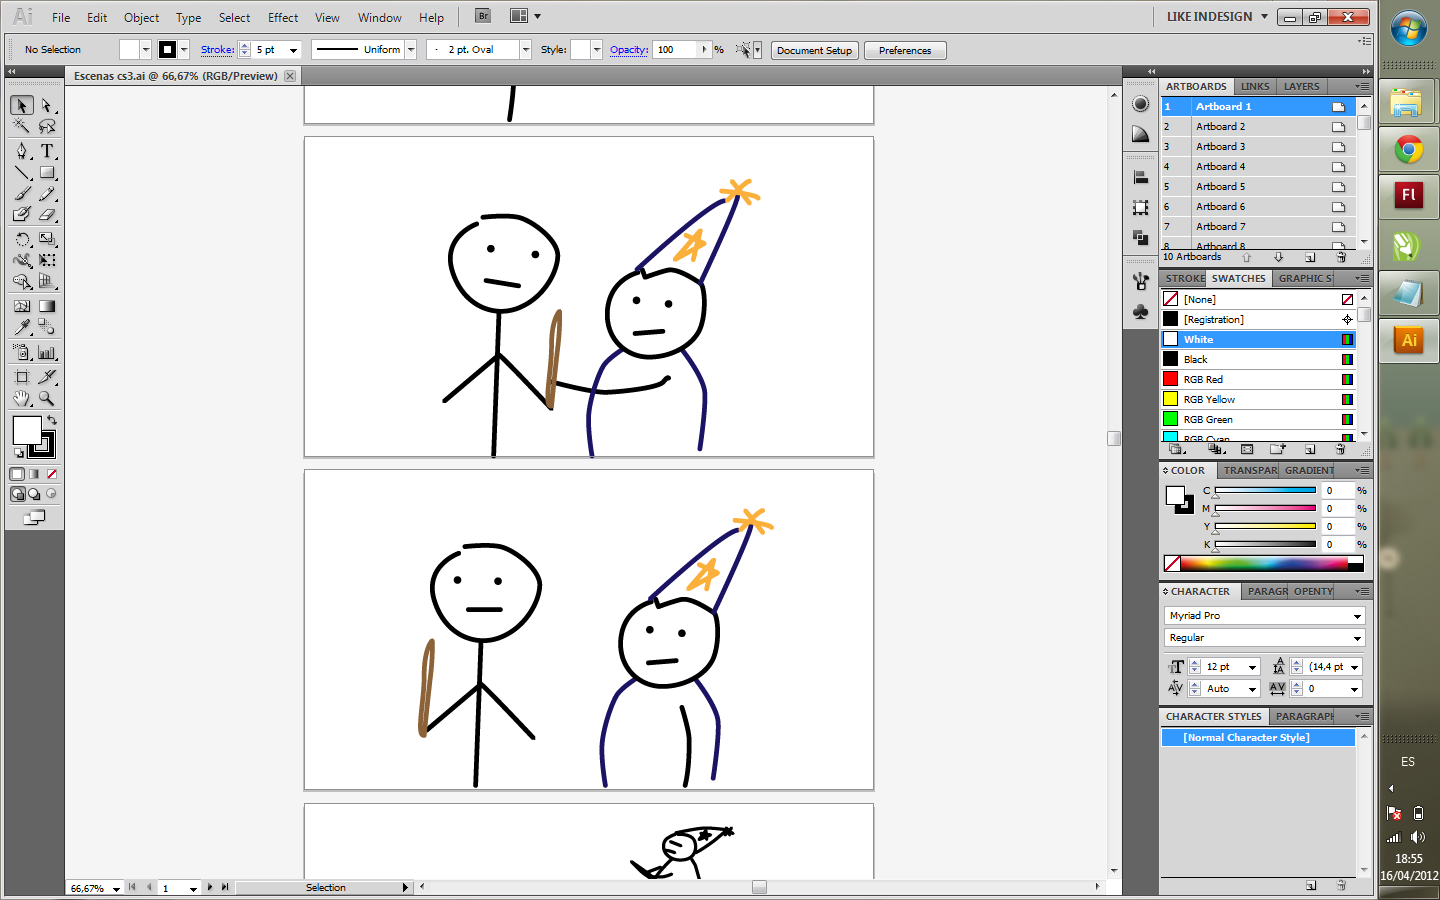 Ai File Edit Object Type Select Effect View Window Help Br LIKE INDESIGN
No Selection Stroke: 5 pt Uniform 2 pt. Oval Style: Opacity: 100 % Document Setup Preferences
Escenas cs3.ai @ 66,67% (RGB/Preview)
ARTBOARDS LINKS LAYERS
1 Artboard 1
2 Artboard 2
3 Artboard 3
4 Artboard 4
5 Artboard 5
6 Artboard 6
7 Artboard 7
8 Artboard 8
10 Artboards
STROKE SWATCHES GRAPHIC ST
[None]
[Registration]
White
Black
RGB Red
RGB Yellow
RGB Green
RGB Cyan
COLOR TRANSPAR GRADIENT
C 0 %
M 0 %
Y 0 %
K 0 %
CHARACTER PARAGR OPENTY
Myriad Pro
Regular
12 pt (14,4 pt
Auto 0
CHARACTER STYLES PARAGRAPH
[Normal Character Style]
66,67% 1 Selection
Fl
Ai
ES
18:55
16/04/2012